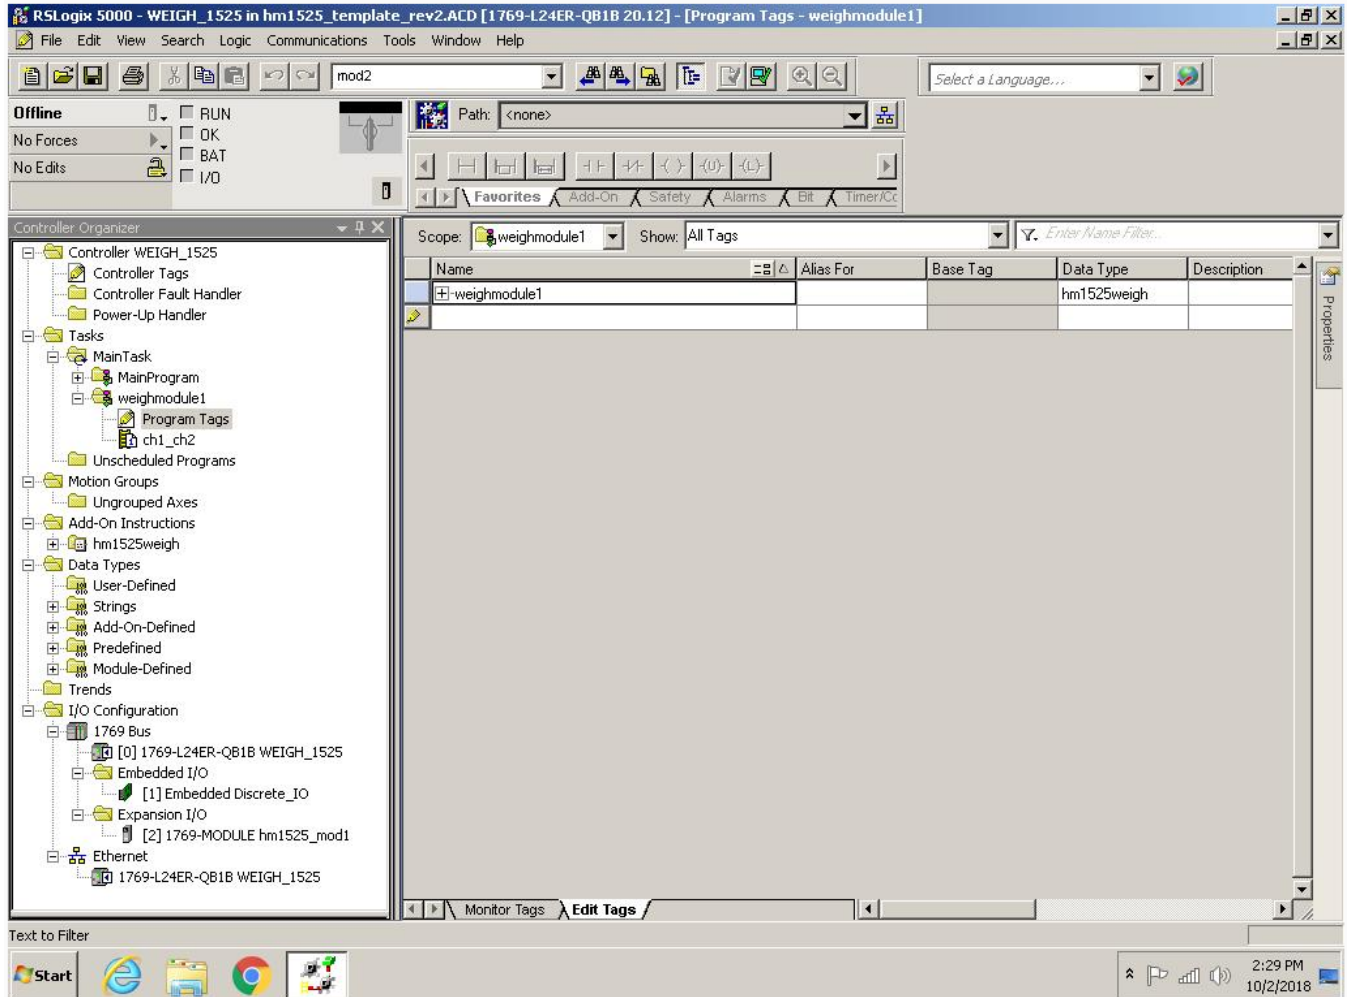 RSLogix 5000 - WEIGH_1525 in hm1525_template_rev2.ACD [1769-L24ER-QB1B 20.12] - [Program Tags - weighmodule1]
File Edit View Search Logic Communications Tools Window Help
mod2
Select a Language...
Offline
RUN
No Forces
OK
No Edits
BAT
I/O
Path: <none>
Favorites Add-On Safety Alarms Bit Timer/Cc
Controller Organizer
Controller WEIGH_1525
Controller Tags
Controller Fault Handler
Power-Up Handler
Tasks
MainTask
MainProgram
weighmodule1
Program Tags
ch1_ch2
Unscheduled Programs
Motion Groups
Ungrouped Axes
Add-On Instructions
hm1525weigh
Data Types
User-Defined
Strings
Add-On-Defined
Predefined
Module-Defined
Trends
I/O Configuration
1769 Bus
[0] 1769-L24ER-QB1B WEIGH_1525
Embedded I/O
[1] Embedded Discrete_IO
Expansion I/O
[2] 1769-MODULE hm1525_mod1
Ethernet
1769-L24ER-QB1B WEIGH_1525
Scope: weighmodule1 Show: All Tags Enter Name Filter...
Name Alias For Base Tag Data Type Description
weighmodule1 hm1525weigh
Properties
Monitor Tags Edit Tags
Text to Filter
Start
2:29 PM
10/2/2018